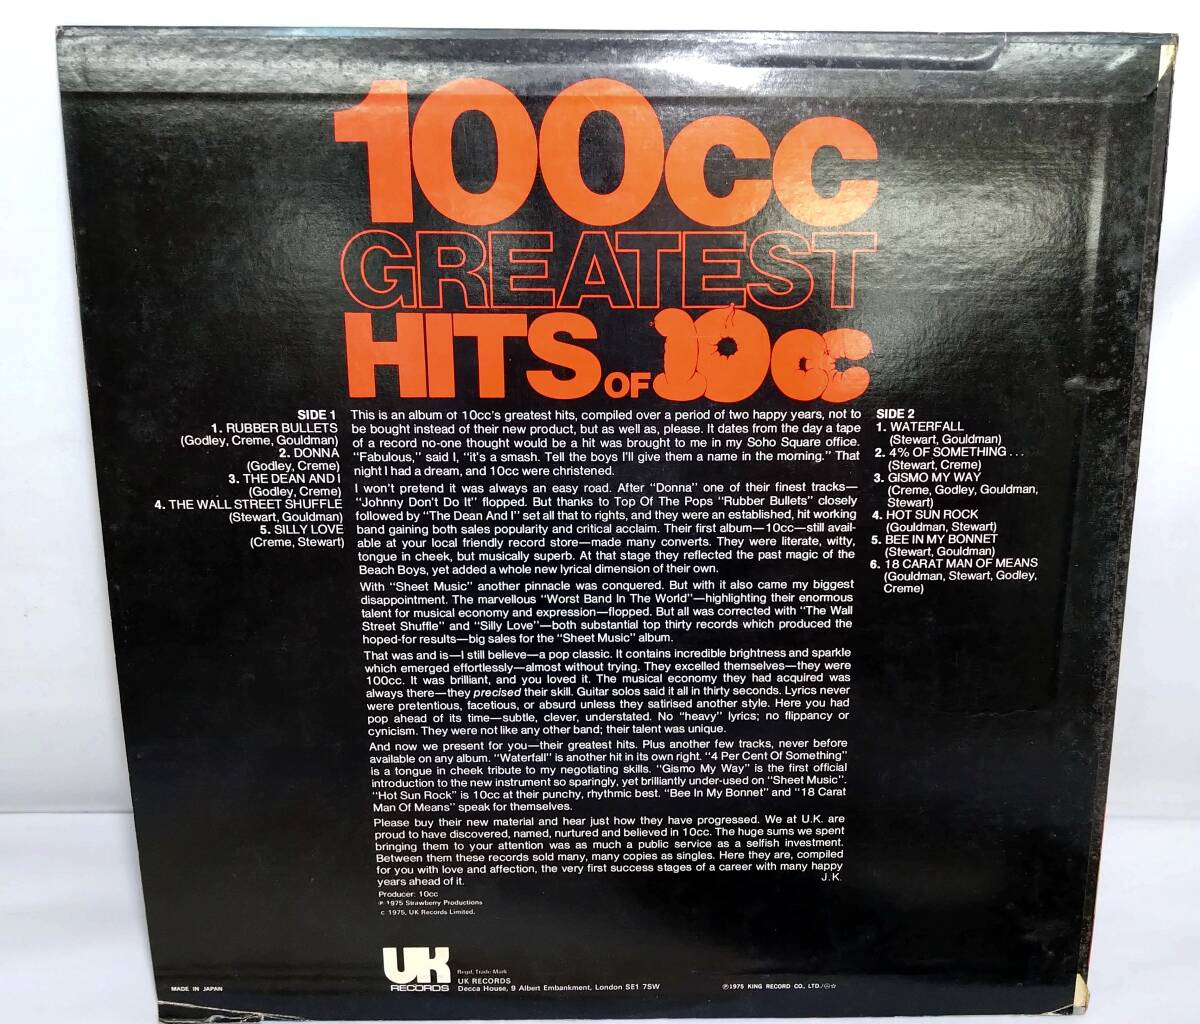 100cc
GREATEST
HITS OF 10cc
SIDE 1
1. RUBBER BULLETS
(Godley, Creme, Gouldman)
2. DONNA
(Godley, Creme)
3. THE DEAN AND I
(Godley, Creme)
4. THE WALL STREET SHUFFLE
(Stewart, Gouldman)
5. SILLY LOVE
(Creme, Stewart)
This is an album of 10cc's greatest hits, compiled over a period of two happy years, not to
be bought instead of their new product, but as well as, please. It dates from the day a tape
of a record no-one thought would be a hit was brought to me in my Soho Square office.
"Fabulous," said I, "it's a smash. Tell the boys I'll give them a name in the morning." That
night I had a dream, and 10cc were christened.
I won't pretend it was always an easy road. After "Donna" one of their finest tracks—
"Johnny Don't Do It" flopped. But thanks to Top Of The Pops "Rubber Bullets" closely
followed by "The Dean And I" set all that to rights, and they were an established, hit working
band gaining both sales popularity and critical acclaim. Their first album—10cc—still avail-
able at your local friendly record store—made many converts. They were literate, witty,
tongue in cheek, but musically superb. At that stage they reflected the past magic of the
Beach Boys, yet added a whole new lyrical dimension of their own.
With "Sheet Music" another pinnacle was conquered. But with it also came my biggest
disappointment. The marvellous "Worst Band In The World"—highlighting their enormous
talent for musical economy and expression—flopped. But all was corrected with "The Wall
Street Shuffle" and "Silly Love"—both substantial top thirty records which produced the
hoped-for results—big sales for the "Sheet Music" album.
That was and is—I still believe—a pop classic. It contains incredible brightness and sparkle
which emerged effortlessly—almost without trying. They excelled themselves—they were
100cc. It was brilliant, and you loved it. The musical economy they had acquired was
always there—they precised their skill. Guitar solos said it all in thirty seconds. Lyrics never
were pretentious, facetious, or absurd unless they satirised another style. Here you had
pop ahead of its time—subtle, clever, understated. No "heavy" lyrics; no flippancy or
cynicism. They were not like any other band; their talent was unique.
And now we present for you—their greatest hits. Plus another few tracks, never before
available on any album. "Waterfall" is another hit in its own right. "4 Per Cent Of Something"
is a tongue in cheek tribute to my negotiating skills. "Gismo My Way" is the first official
introduction to the new instrument so sparingly, yet brilliantly under-used on "Sheet Music".
"Hot Sun Rock" is 10cc at their punchy, rhythmic best. "Bee In My Bonnet" and "18 Carat
Man Of Means" speak for themselves.
Please buy their new material and hear just how they have progressed. We at U.K. are
proud to have discovered, named, nurtured and believed in 10cc. The huge sums we spent
bringing them to your attention was as much a public service as a selfish investment.
Between them these records sold many, many copies as singles. Here they are, compiled
for you with love and affection, the very first success stages of a career with many happy
years ahead of it. J.K.
Producer: 10cc
℗ 1975 Strawberry Productions
c 1975, UK Records Limited.
SIDE 2
1. WATERFALL
(Stewart, Gouldman)
2. 4% OF SOMETHING . . .
(Stewart, Creme)
3. GISMO MY WAY
(Creme, Godley, Gouldman,
Stewart)
4. HOT SUN ROCK
(Gouldman, Stewart)
5. BEE IN MY BONNET
(Stewart, Gouldman)
6. 18 CARAT MAN OF MEANS
(Gouldman, Stewart, Godley,
Creme)
UK
RECORDS
Regd. Trade Mark
UK RECORDS
Decca House, 9 Albert Embankment, London SE1 7SW
MADE IN JAPAN
℗1975 KING RECORD CO., LTD.